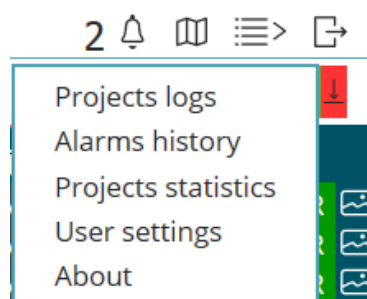 2
Projects logs
Alarms history
Projects statistics
User settings
About